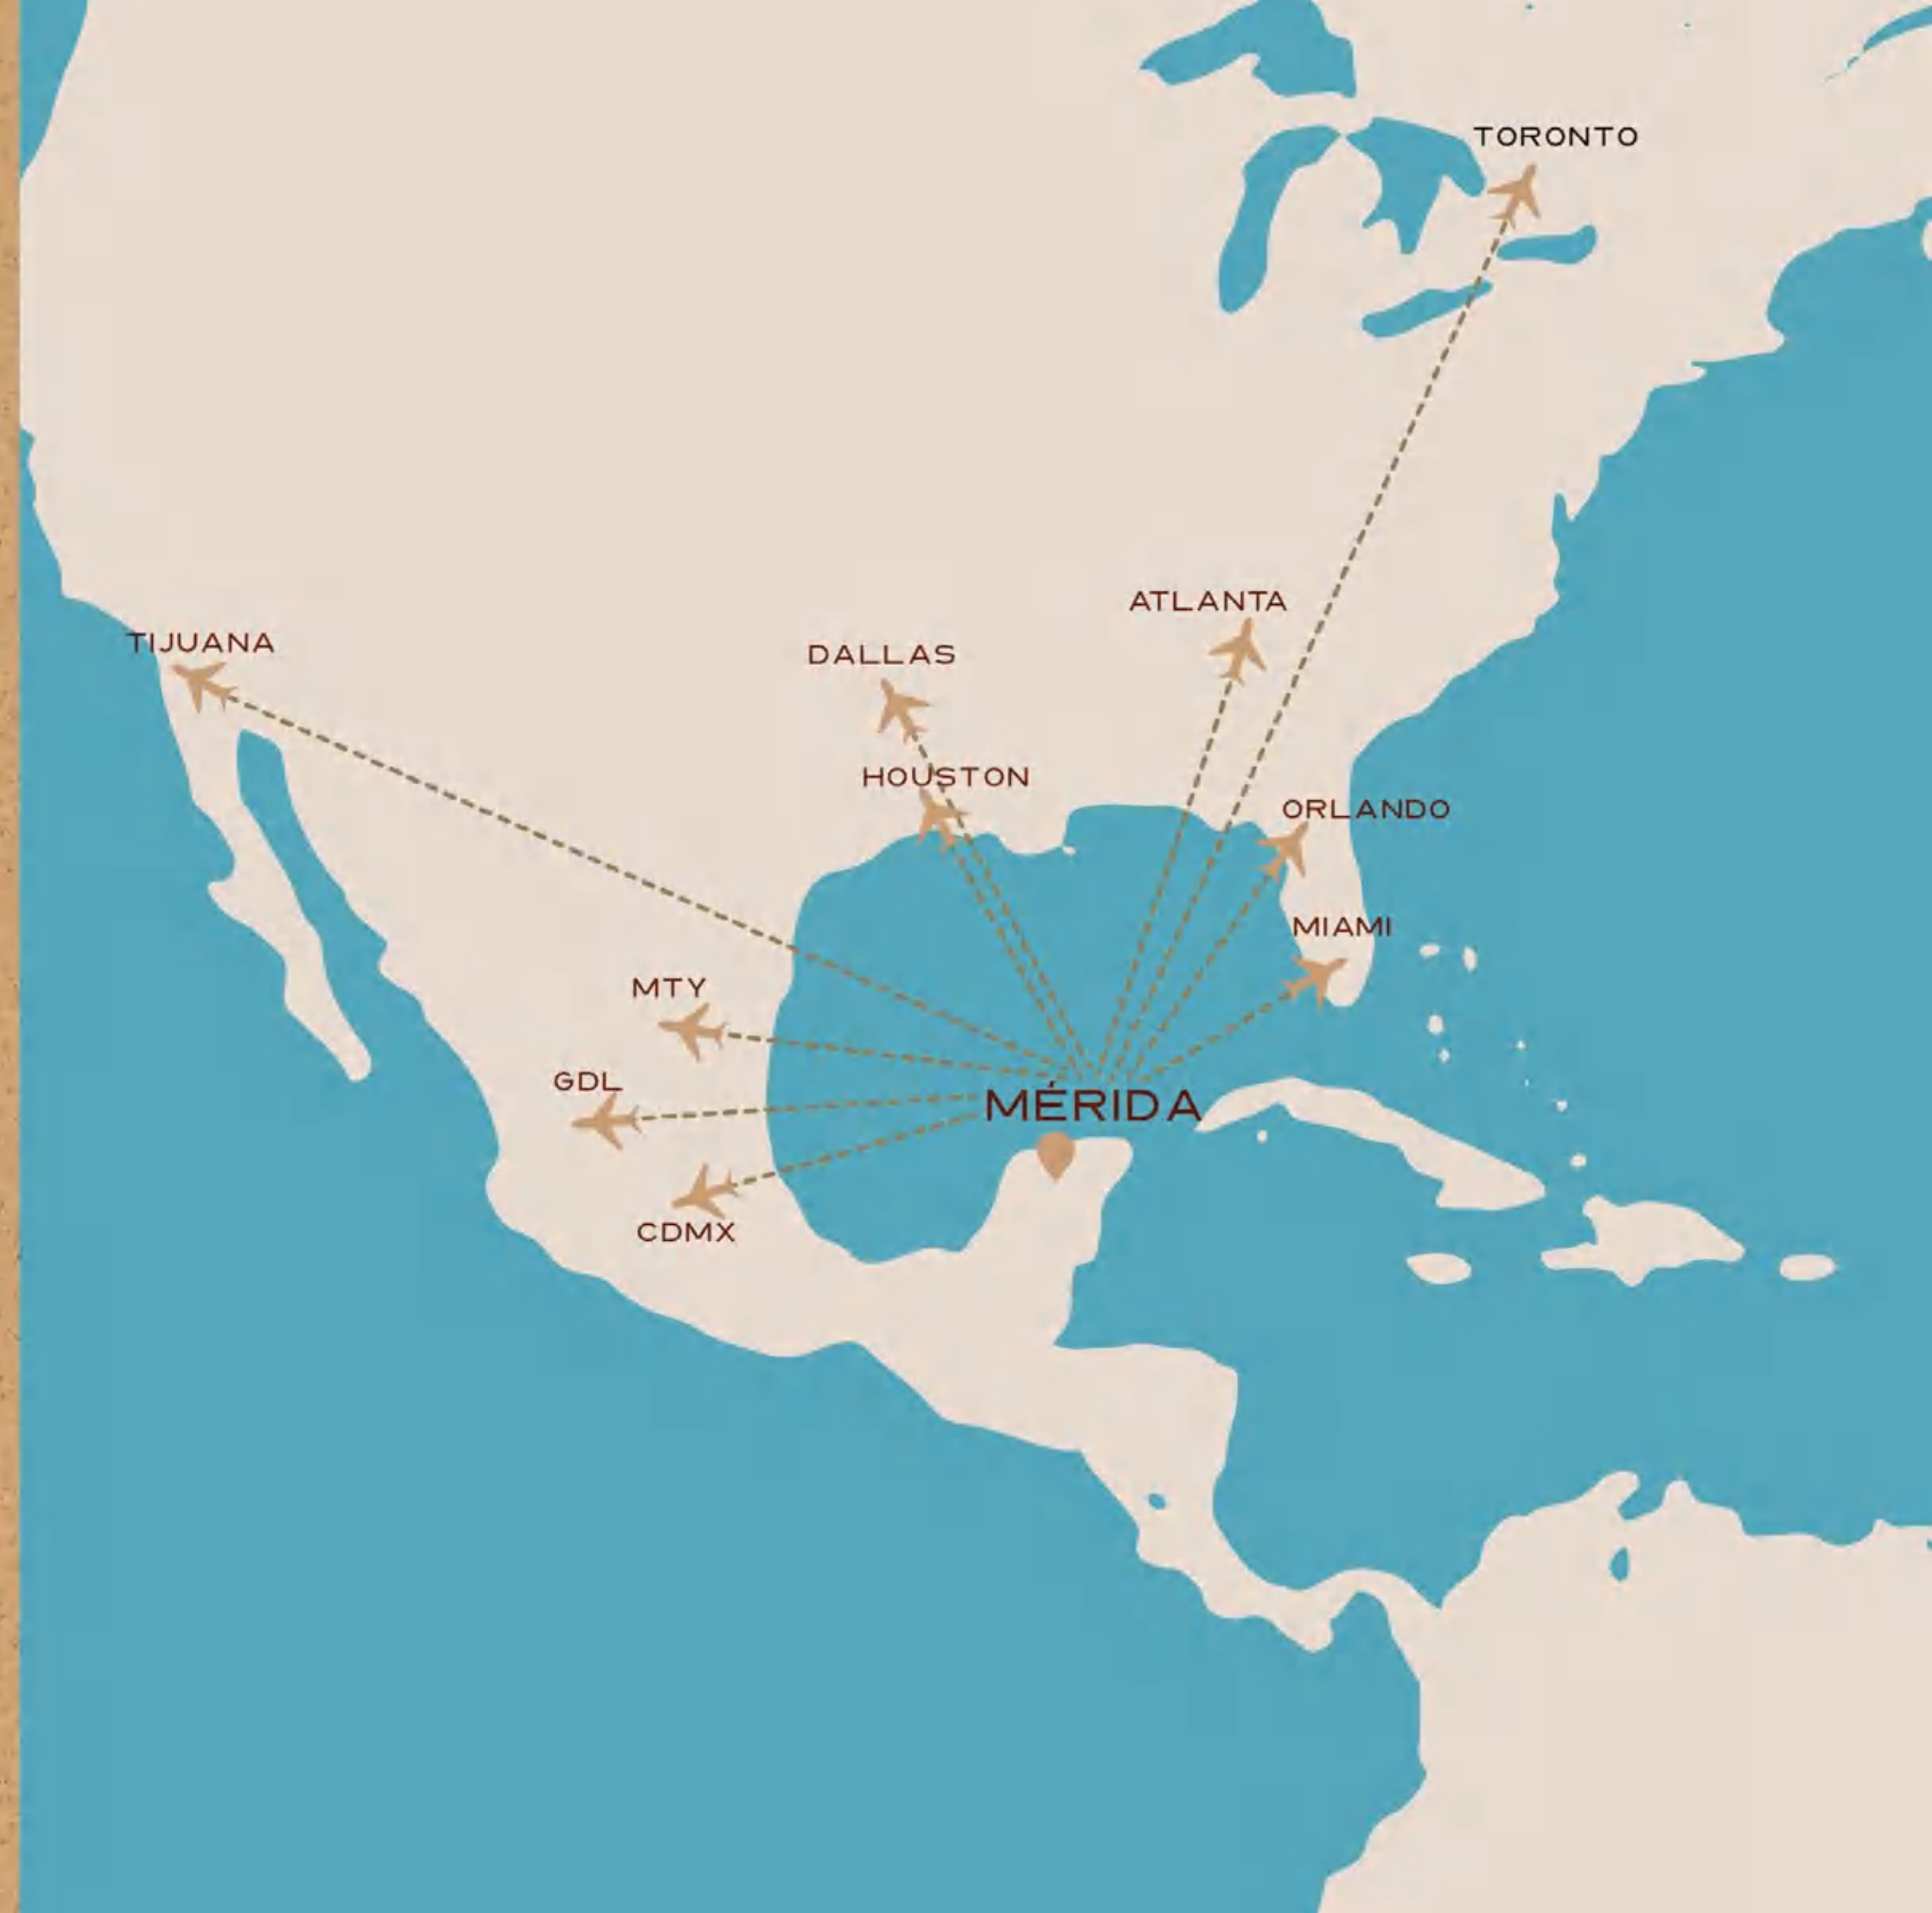 TORONTO
ATLANTA
TIJUANA
DALLAS
HOUSTON
ORLANDO
MIAMI
MTY
GDL
MÉRIDA
CDMX